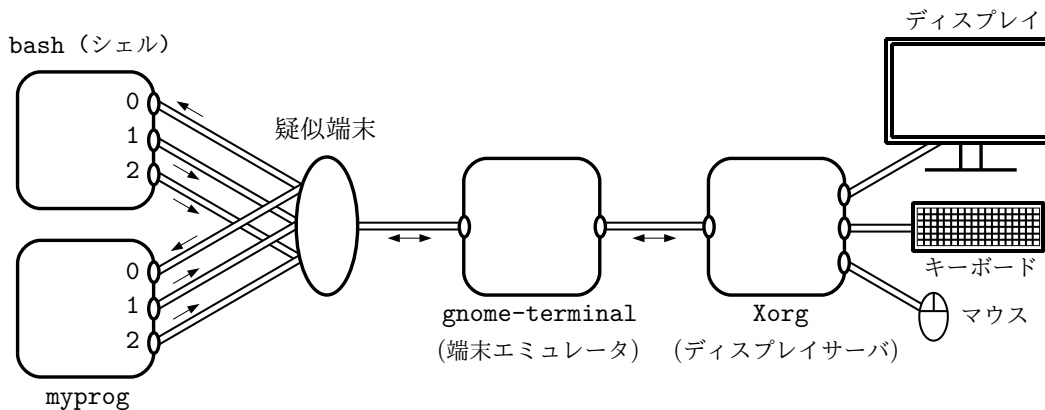 ディスプレイ
bash（シェル）
0
1
2
疑似端末
0
1
2
キーボード
マウス
gnome-terminal
(端末エミュレータ)
Xorg
(ディスプレイサーバ)
myprog